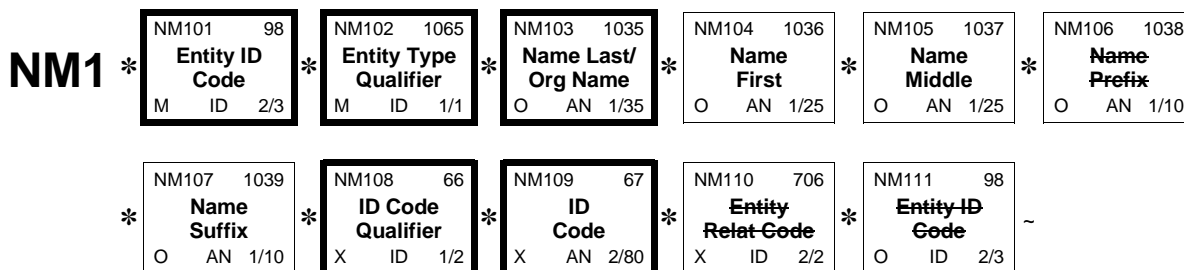 NM101 98 NM102 1065 NM103 1035 NM104 1036 NM105 1037 NM106 1038
NM1 * Entity ID Code * Entity Type Qualifier * Name Last/ Org Name * Name First * Name Middle * Name Prefix
M ID 2/3 M ID 1/1 O AN 1/35 O AN 1/25 O AN 1/25 O AN 1/10
NM107 1039 NM108 66 NM109 67 NM110 706 NM111 98
* Name Suffix * ID Code Qualifier * ID Code * Entity Relat Code * Entity ID Code ~
O AN 1/10 X ID 1/2 X AN 2/80 X ID 2/2 O ID 2/3